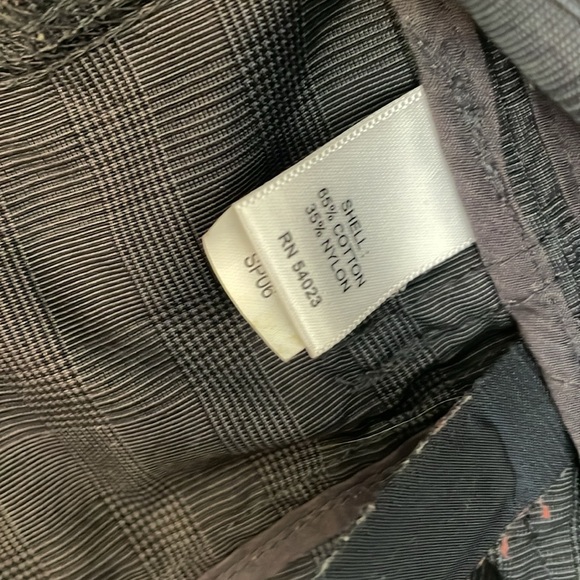 SHELL :
65% COTTON
35% NYLON
RN 54023
SP06